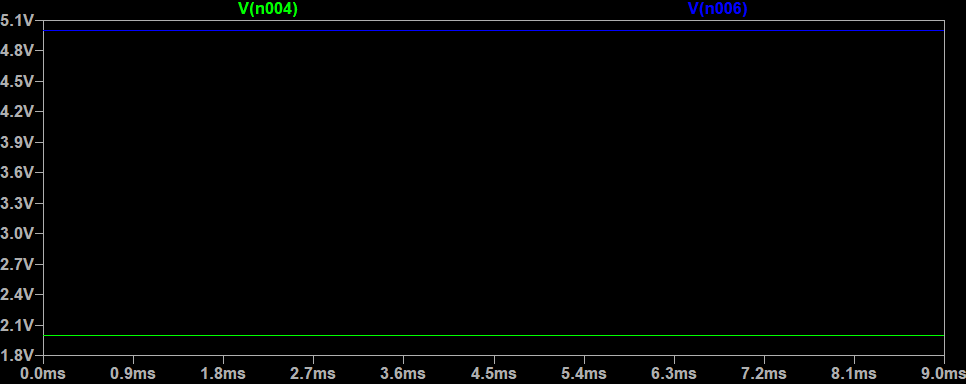 V(n004) V(n006)
5.1V
4.8V
4.5V
4.2V
3.9V
3.6V
3.3V
3.0V
2.7V
2.4V
2.1V
1.8V
0.0ms 0.9ms 1.8ms 2.7ms 3.6ms 4.5ms 5.4ms 6.3ms 7.2ms 8.1ms 9.0ms